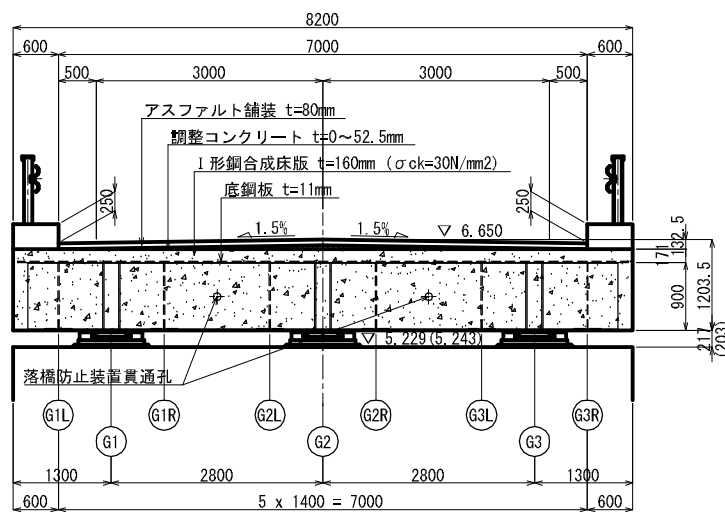 8200
600 7000 600
500 3000 3000 500
アスファルト舗装 t=80mm
調整コンクリート t=0～52.5mm
I 形鋼合成床版 t=160mm (σck=30N/mm2)
底鋼板 t=11mm
250
250
1.5% 1.5%
▽ 6.650
132.5
171
1203.5
900
▽ 5.229(5.243)
217
(203)
落橋防止装置貫通孔
G1L G1R G2L G2R G3L G3R
G1 G2 G3
1300 2800 2800 1300
600 5 x 1400 = 7000 600